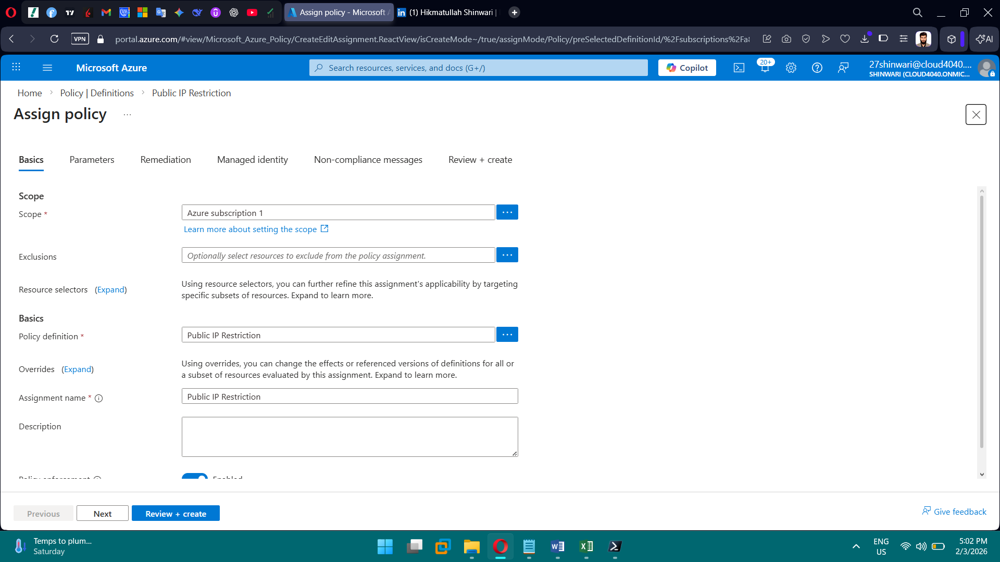 Assign policy - Microsoft A
(1) Hikmatullah Shinwari |
VPN
portal.azure.com/#view/Microsoft_Azure_Policy/CreateEditAssignment.ReactView/isCreateMode~/true/assignMode/Policy/preSelectedDefinitionId/%2Fsubscriptions%2Fa
AI
Microsoft Azure
Search resources, services, and docs (G+/)
Copilot
20+
27shinwari@cloud4040....
SHINWARI (CLOUD4040.ONMIC...
Home > Policy | Definitions > Public IP Restriction
Assign policy ...
Basics
Parameters
Remediation
Managed identity
Non-compliance messages
Review + create
Scope
Scope *
Azure subscription 1
Learn more about setting the scope
Exclusions
Optionally select resources to exclude from the policy assignment.
Resource selectors (Expand)
Using resource selectors, you can further refine this assignment's applicability by targeting
specific subsets of resources. Expand to learn more.
Basics
Policy definition *
Public IP Restriction
Overrides (Expand)
Using overrides, you can change the effects or referenced versions of definitions for all or
a subset of resources evaluated by this assignment. Expand to learn more.
Assignment name *
Public IP Restriction
Description
Policy enforcement
Enabled
Previous
Next
Review + create
Give feedback
Temps to plum...
Saturday
ENG
US
5:02 PM
2/3/2026